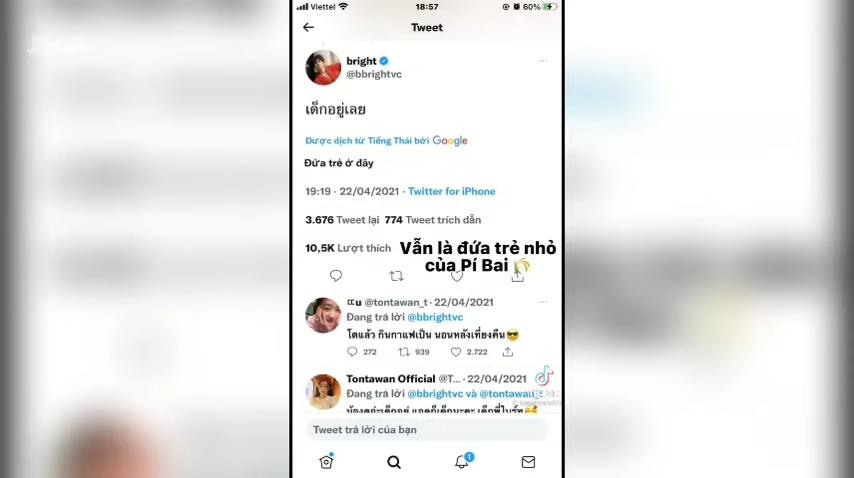 Viettel 18:57 60%
Tweet
bright
@bbrightvc
เด็กอยู่เลย
Được dịch từ Tiếng Thái bởi Google
Đứa trẻ ở đây
19:19 · 22/04/2021 · Twitter for iPhone
3.676 Tweet lại 774 Tweet trích dẫn
10,5K Lượt thích
Vẫn là đứa trẻ nhỏ
của Pí Bai
@tontawan_t · 22/04/2021
Đang trả lời @bbrightvc
โตแล้ว กินกาแฟเป็น นอนหลังเที่ยงคืน
272 939 2.722
Tontawan Official @T... · 22/04/2021
Đang trả lời @bbrightvc và @tontawan_t
Tweet trả lời của bạn
1